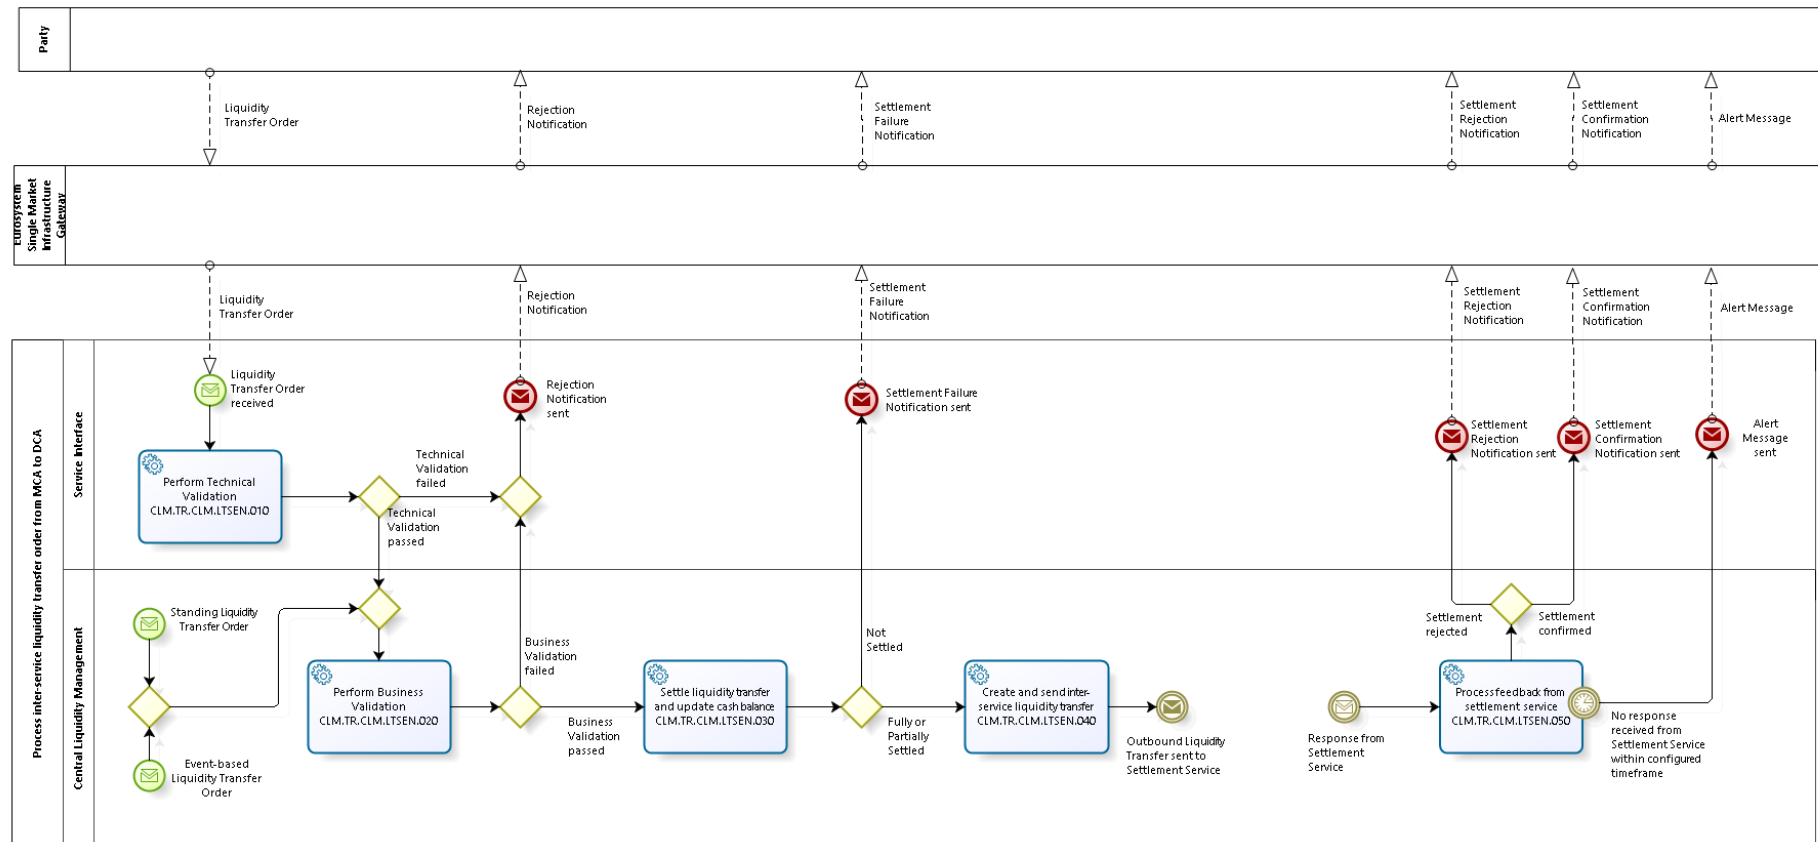 Party
Liquidity
Transfer Order
Rejection
Notification
Settlement
Failure
Notification
Settlement
Rejection
Notification
Settlement
Confirmation
Notification
Alert Message
Eurosystem
Single Market
Infrastructure
Gateway
Liquidity
Transfer Order
Rejection
Notification
Settlement
Failure
Notification
Settlement
Rejection
Notification
Settlement
Confirmation
Notification
Alert Message
Process inter-service liquidity transfer order from MCA to DCA
Service Interface
Liquidity
Transfer Order
received
Rejection
Notification
sent
Settlement Failure
Notification sent
Settlement
Rejection
Notification sent
Settlement
Confirmation
Notification sent
Alert
Message
sent
Perform Technical
Validation
CLM.TR.CLM.LTSEN.010
Technical
Validation
failed
Technical
Validation
passed
Central Liquidity Management
Standing Liquidity
Transfer Order
Event-based
Liquidity Transfer
Order
Perform Business
Validation
CLM.TR.CLM.LTSEN.020
Business
Validation
failed
Business
Validation
passed
Settle liquidity transfer
and update cash balance
CLM.TR.CLM.LTSEN.030
Not
Settled
Fully or
Partially
Settled
Create and send inter-
service liquidity transfer
CLM.TR.CLM.LTSEN.040
Outbound Liquidity
Transfer sent to
Settlement Service
Response from
Settlement
Service
Settlement
rejected
Settlement
confirmed
Process feedback from
settlement service
CLM.TR.CLM.LTSEN.050
No response
received from
Settlement Service
within configured
timeframe